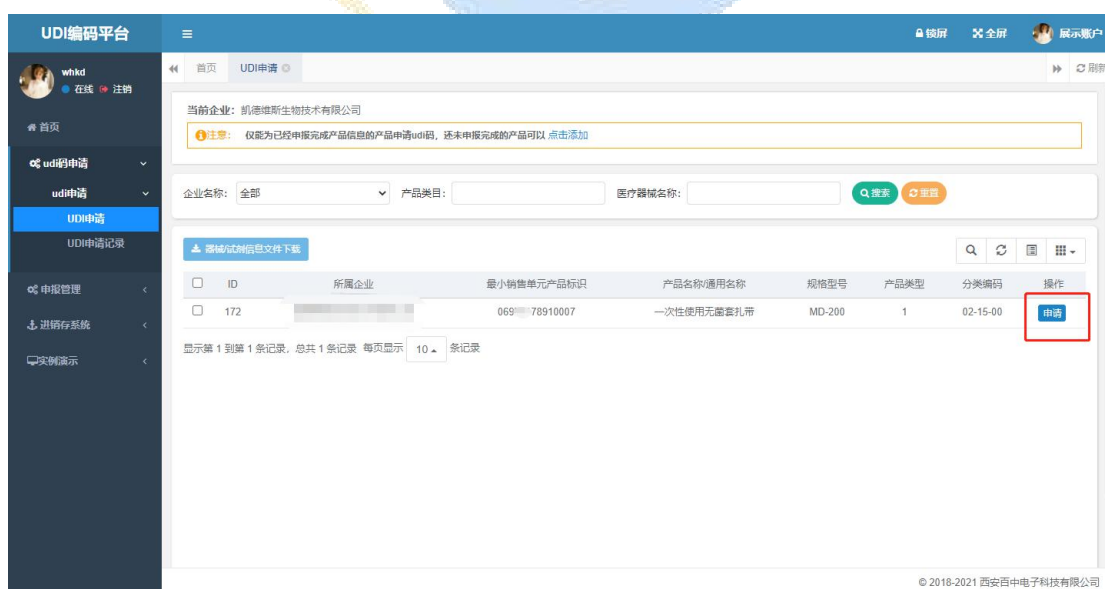 UDI编码平台
锁屏 全屏 展示账户
whkd
在线 注销
首页 UDI申请
当前企业：凯德维斯生物技术有限公司
注意： 仅能为已经申报完成产品信息的产品申请udi码，还未申报完成的产品可以 点击添加
首页
udi码申请
udi申请
UDI申请
UDI申请记录
申报管理
进销存系统
实例演示
企业名称： 全部 产品类目： 医疗器械名称： 搜索 重置
器械/试剂信息文件下载
ID 所属企业 最小销售单元产品标识 产品名称/通用名称 规格型号 产品类型 分类编码 操作
172 069 78910007 一次性使用无菌套扎带 MD-200 1 02-15-00 申请
显示第 1 到第 1 条记录，总共 1 条记录 每页显示 10 条记录
© 2018-2021 西安百中电子科技有限公司